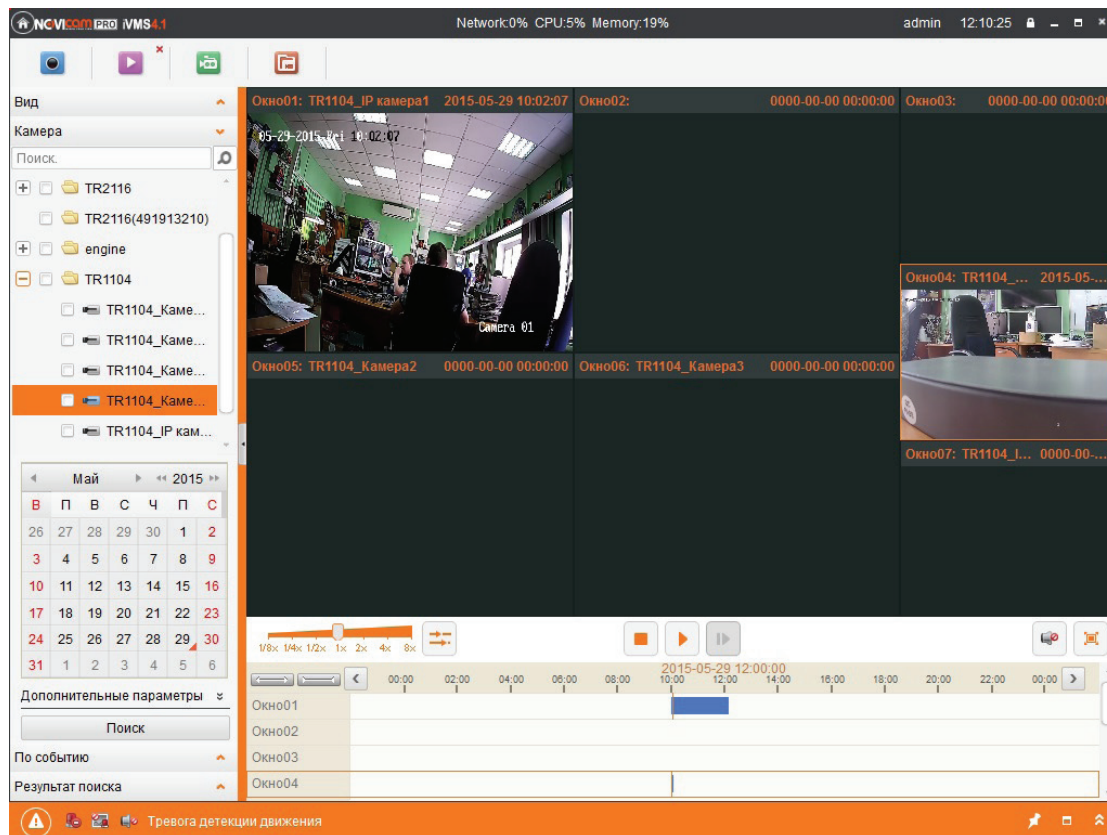 NOVICOM PRO iVMS4.1 Network:0% CPU:5% Memory:19% admin 12:10:25
Вид
Камера
Поиск.
TR2116
TR2116(491913210)
engine
TR1104
TR1104_Каме...
TR1104_Каме...
TR1104_Каме...
TR1104_Каме...
TR1104_IP кам...
Май 2015
В П В С Ч П С
26 27 28 29 30 1 2
3 4 5 6 7 8 9
10 11 12 13 14 15 16
17 18 19 20 21 22 23
24 25 26 27 28 29 30
31 1 2 3 4 5 6
Дополнительные параметры
Поиск
По событию
Результат поиска
Окно01: TR1104_IP камера1 2015-05-29 10:02:07
05-29-2015 Fri 10:02:07
Camera 01
Окно02: 0000-00-00 00:00:00
Окно03: 0000-00-00 00:00:0
Окно04: TR1104_... 2015-05-...
Окно05: TR1104_Камера2 0000-00-00 00:00:00
Окно06: TR1104_Камера3 0000-00-00 00:00:00
Окно07: TR1104_I... 0000-00-...
1/8x 1/4x 1/2x 1x 2x 4x 8x
2015-05-29 12:00:00
00:00 02:00 04:00 06:00 08:00 10:00 12:00 14:00 16:00 18:00 20:00 22:00 00:00
Окно01
Окно02
Окно03
Окно04
Тревога детекции движения